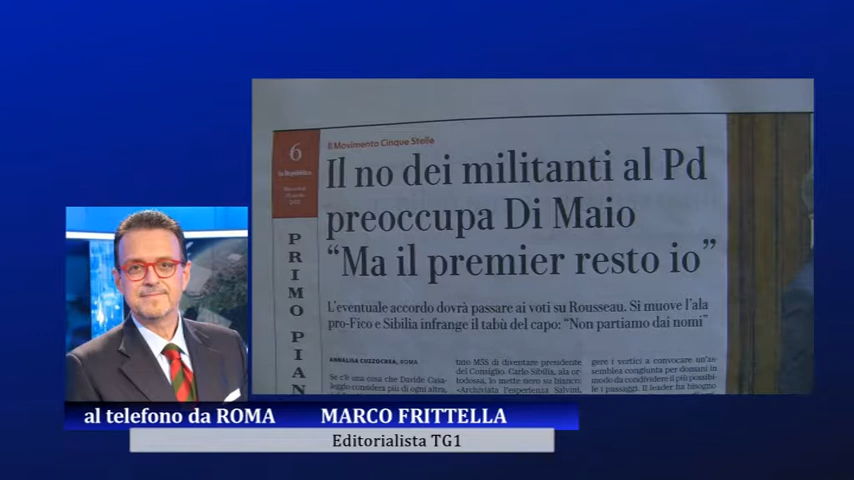 6
la Repubblica
Mercoledì
2018
PRIMO PIAN
Il Movimento Cinque Stelle
Il no dei militanti al Pd
preoccupa Di Maio
“Ma il premier resto io”
L'eventuale accordo dovrà passare ai voti su Rousseau. Si muove l'ala
pro-Fico e Sibilia infrange il tabù del capo: “Non partiamo dai nomi”
ANNALISA CUZZOCREA, ROMA
Se c'è una cosa che Davide Casa-
leggio considera più di ogni altra,
tino M5S di diventare presidente
del Consiglio. Carlo Sibilia, ala or-
todossa, lo mette nero su bianco:
«Archiviata l'esperienza Salvini,
gere i vertici a convocare un'as-
semblea congiunta per domani in
modo da condividere il più possibi-
le i passaggi. Il leader ha bisogno
al telefono da ROMA
MARCO FRITTELLA
Editorialista TG1